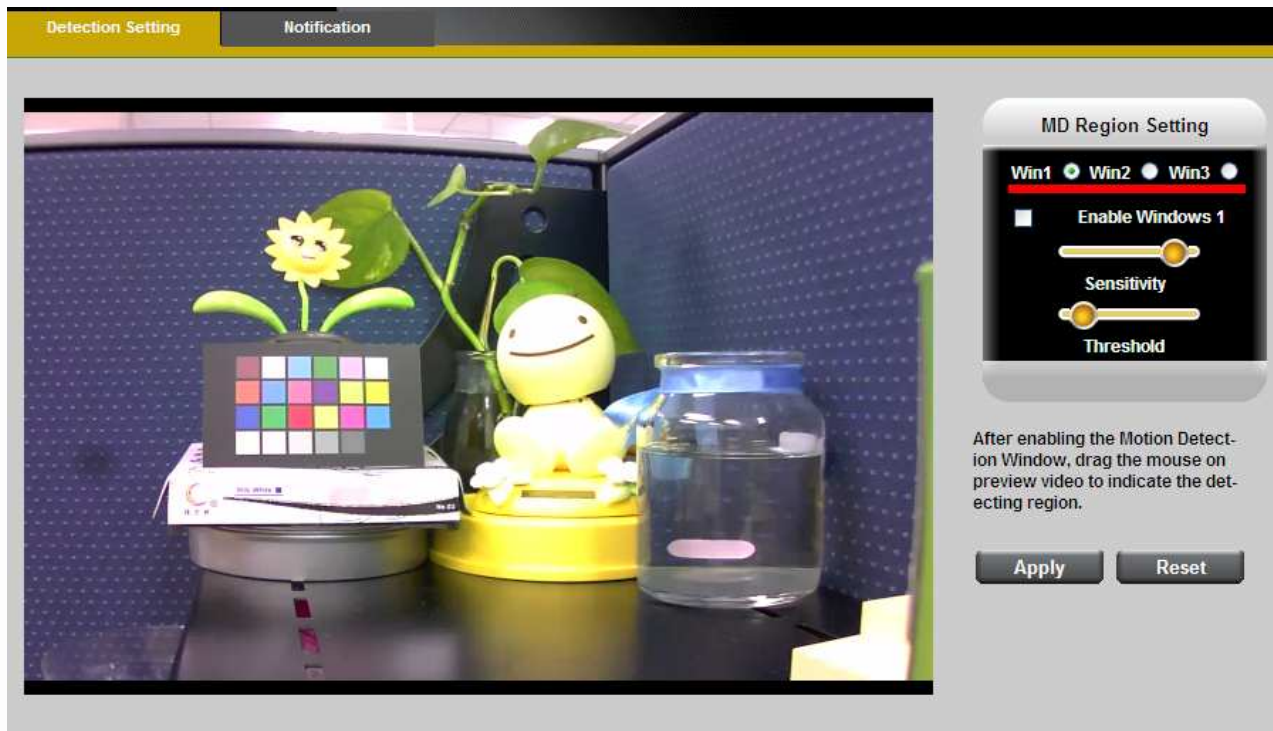 Detection Setting
Notification
MD Region Setting
Win1 Win2 Win3
Enable Windows 1
Sensitivity
Threshold
After enabling the Motion Detect-
ion Window, drag the mouse on
preview video to indicate the det-
ecting region.
Apply
Reset